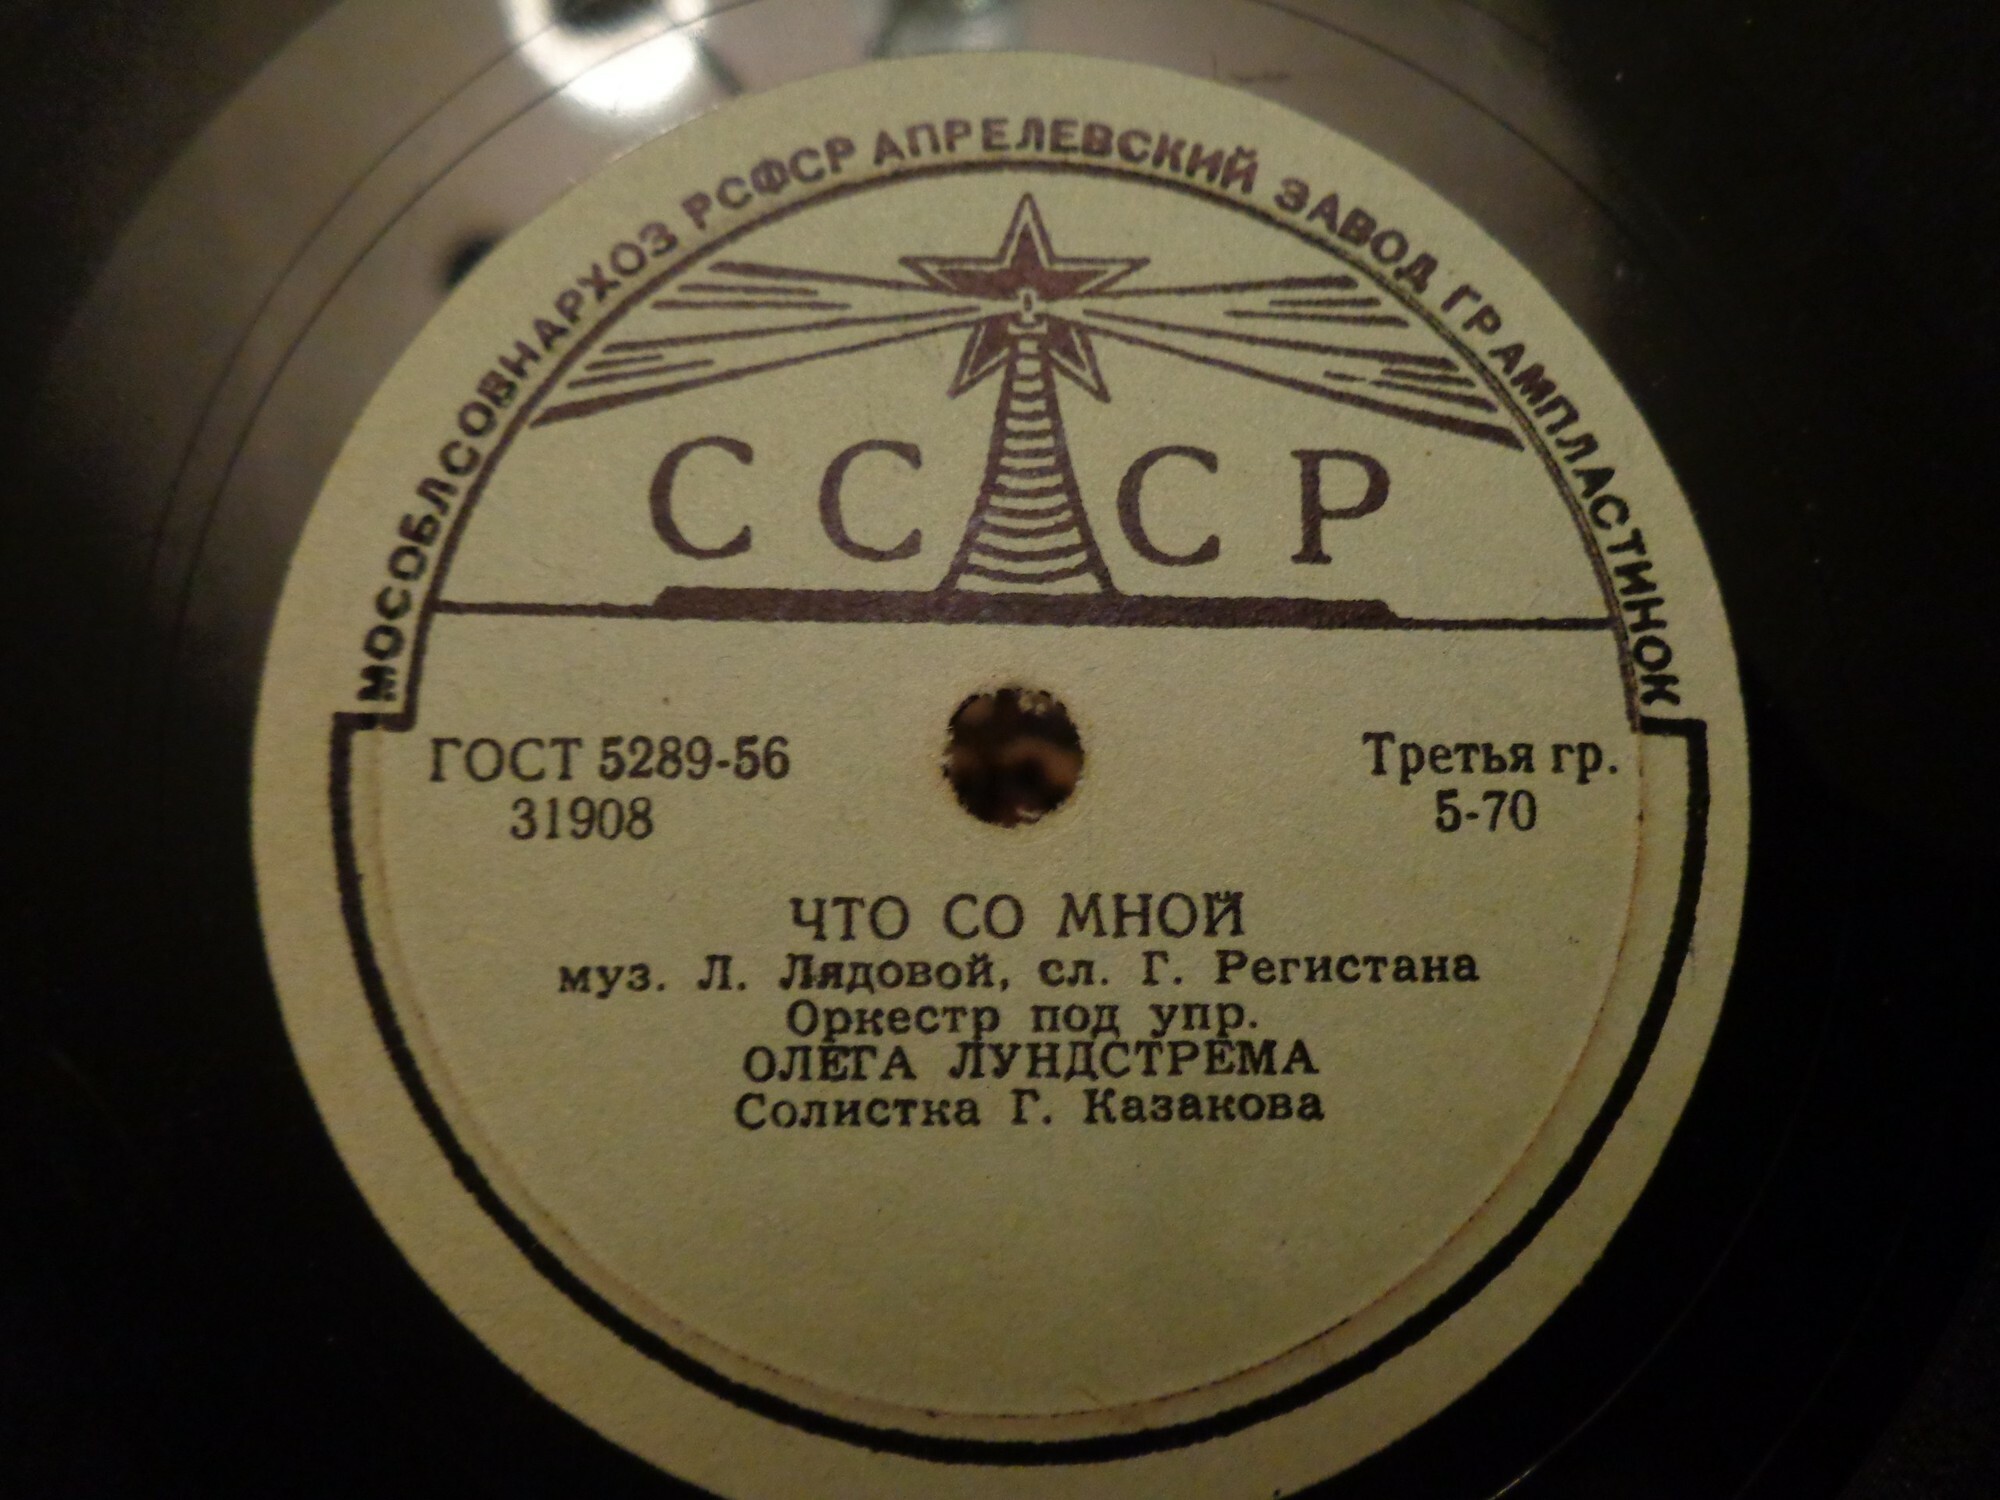 МОСОБЛСОВНАРХОЗ РСФСР АПРЕЛЕВСКИЙ ЗАВОД ГРАМПЛАСТИНОК
СССР
ГОСТ 5289-56
31908
Третья гр.
5-70
ЧТО СО МНОЙ
муз. Л. Лядовой, сл. Г. Регистана
Оркестр под упр.
ОЛЕГА ЛУНДСТРЕМА
Солистка Г. Казакова